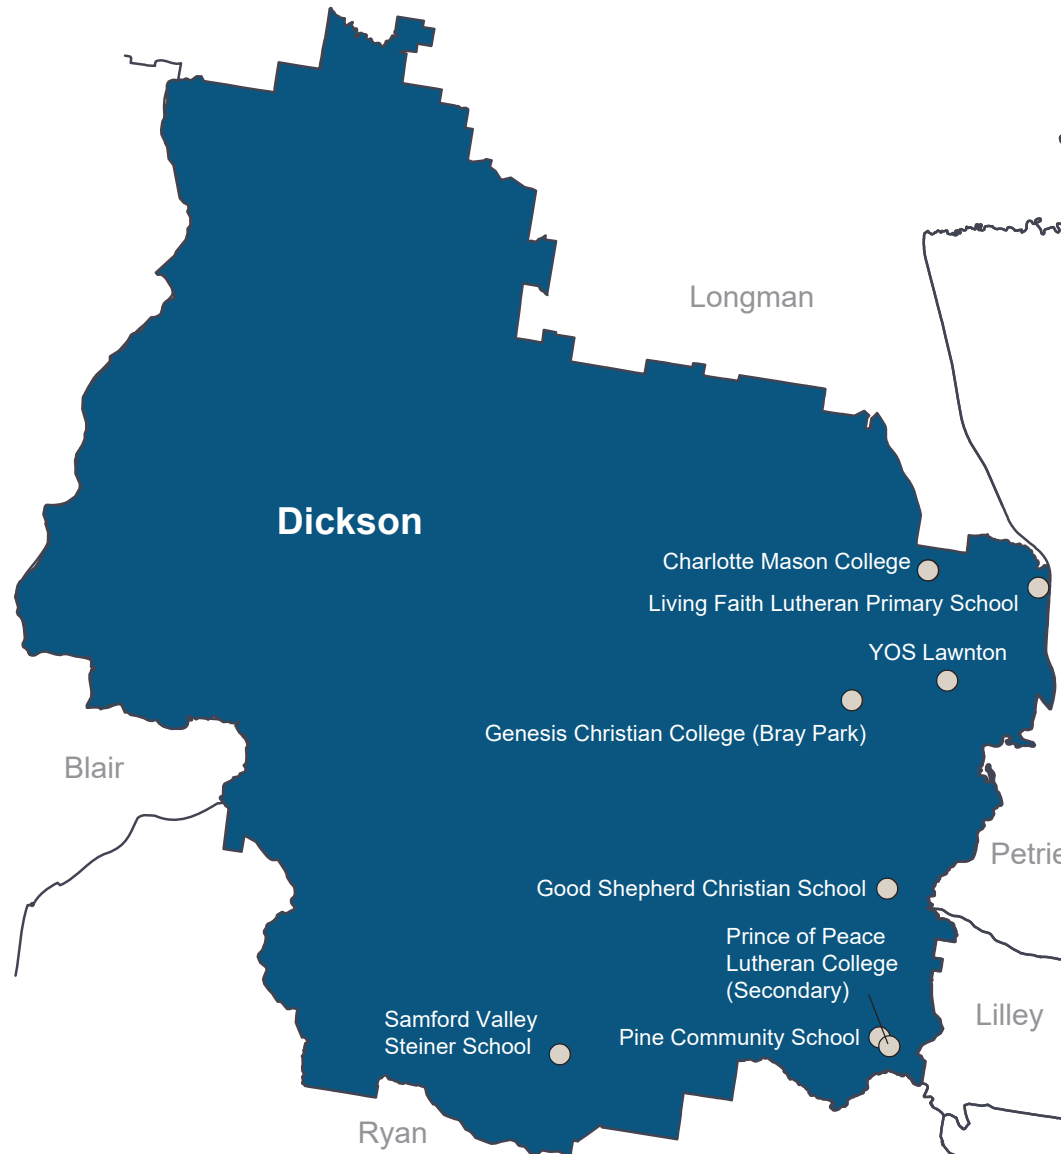 Longman
Dickson
Charlotte Mason College
Living Faith Lutheran Primary School
YOS Lawnton
Genesis Christian College (Bray Park)
Blair
Petrie
Good Shepherd Christian School
Prince of Peace
Lutheran College
(Secondary)
Lilley
Samford Valley
Steiner School
Pine Community School
Ryan